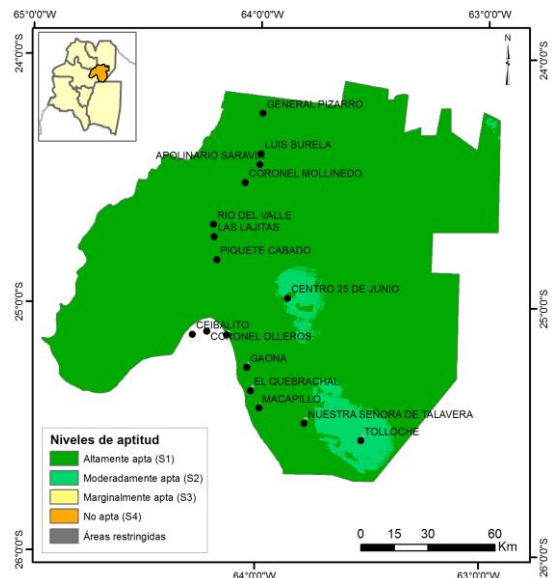 65°0'0"W
64°0'0"W
63°0'0"W
24°0'0"S
24°0'0"S
N
GENERAL PIZARRO
LUIS BURELA
APOLINARIO SARAVIA
CORONEL MOLLINEDO
RIO DEL VALLE
LAS LAJITAS
PIQUETE CABADO
CENTRO 25 DE JUNIO
25°0'0"S
25°0'0"S
CEIBALITO
CORONEL OLLEROS
GAONA
EL QUEBRACHAL
MACAPILLO
NUESTRA SEÑORA DE TALAVERA
TOLLOCHE
Niveles de aptitud
Altamente apta (S1)
Moderadamente apta (S2)
Marginalmente apta (S3)
No apta (S4)
Áreas restringidas
0 15 30 60
Km
26°0'0"S
26°0'0"S
65°0'0"W
64°0'0"W
63°0'0"W